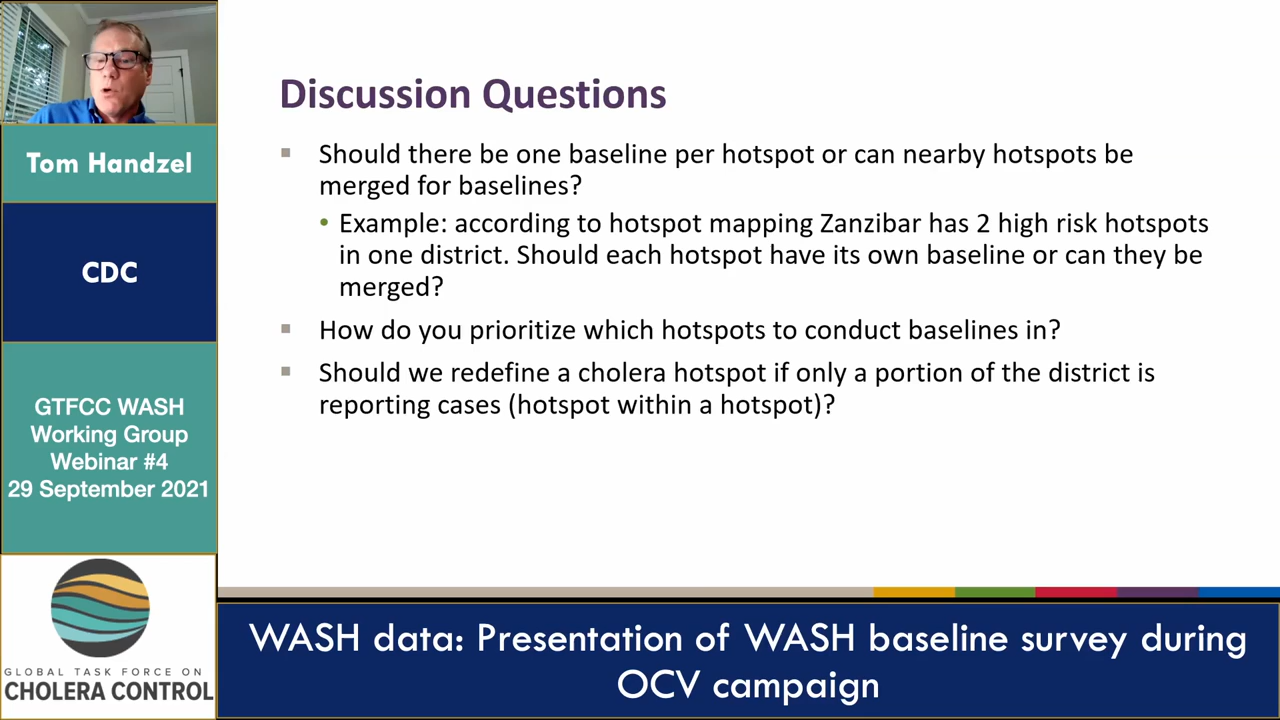 Tom Handzel
CDC
GTFCC WASH
Working Group
Webinar #4
29 September 2021
GLOBAL TASK FORCE ON
CHOLERA CONTROL
Discussion Questions
▪ Should there be one baseline per hotspot or can nearby hotspots be
merged for baselines?
• Example: according to hotspot mapping Zanzibar has 2 high risk hotspots
in one district. Should each hotspot have its own baseline or can they be
merged?
▪ How do you prioritize which hotspots to conduct baselines in?
▪ Should we redefine a cholera hotspot if only a portion of the district is
reporting cases (hotspot within a hotspot)?
WASH data: Presentation of WASH baseline survey during
OCV campaign